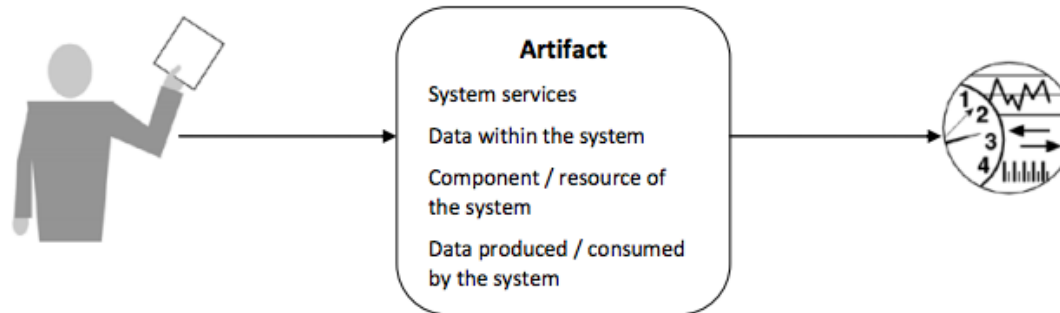 Artifact
System services
Data within the system
Component / resource of
the system
Data produced / consumed
by the system
1
2
3
4